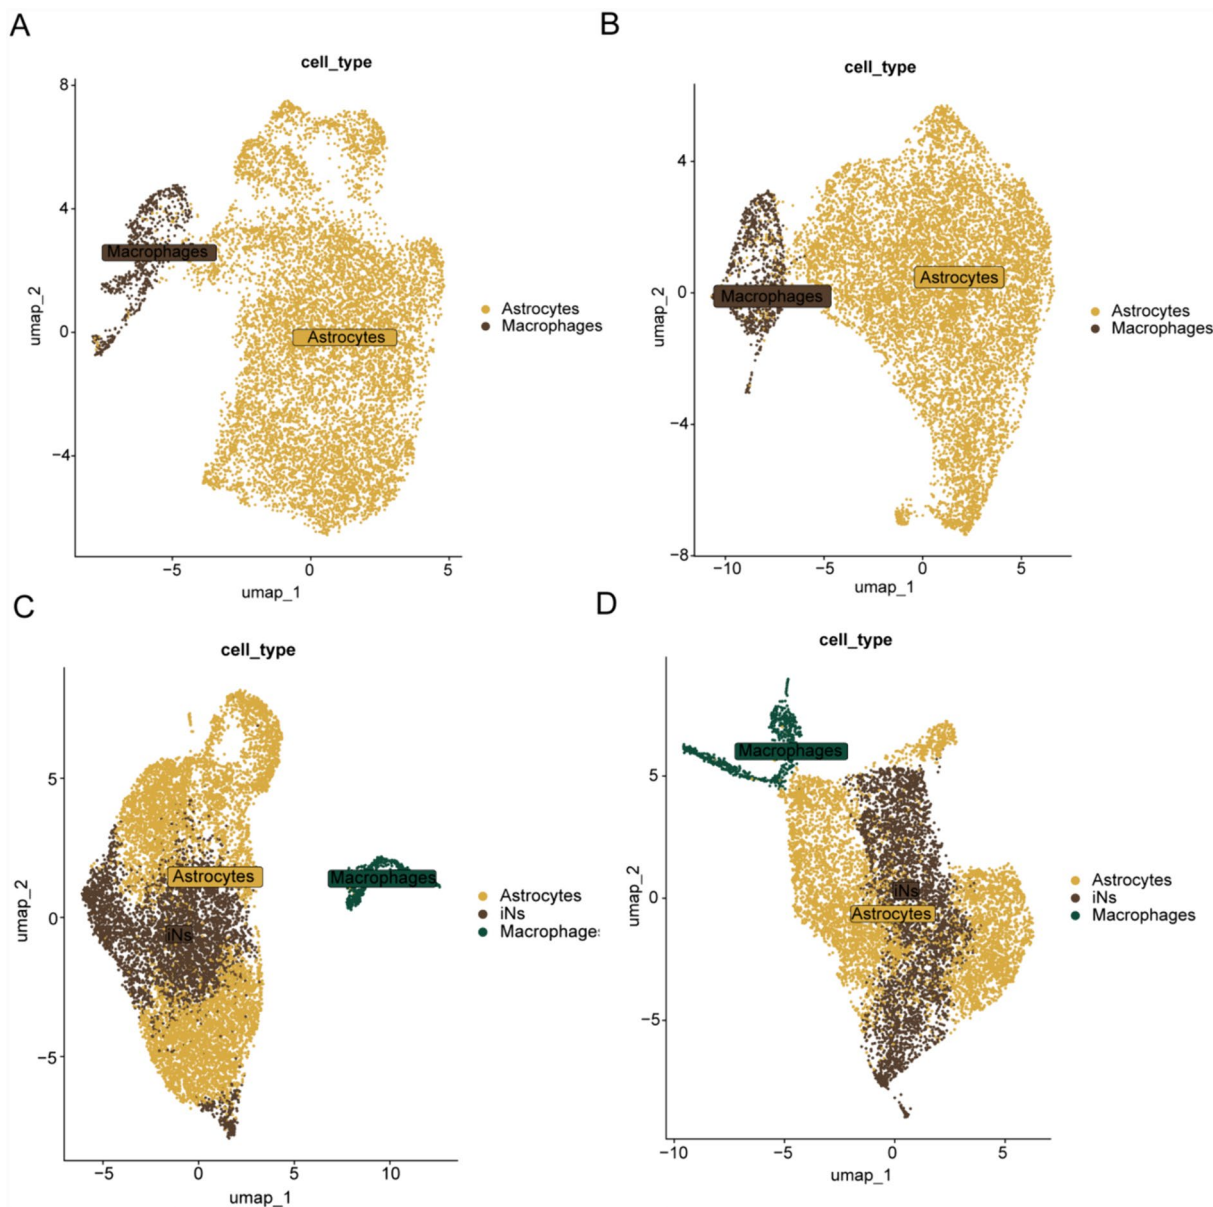 A
cell_type
8
4
0
−4
umap_2
Macrophages
Astrocytes
−5
0
5
umap_1
Astrocytes
Macrophages
B
cell_type
4
0
−4
−8
umap_2
Macrophages
Astrocytes
−10
−5
0
5
umap_1
Astrocytes
Macrophages
C
cell_type
5
0
−5
umap_2
Astrocytes
iNs
Macrophages
−5
0
5
10
umap_1
Astrocytes
iNs
Macrophages
D
cell_type
5
0
−5
umap_2
Macrophages
iNs
Astrocytes
−10
−5
0
5
umap_1
Astrocytes
iNs
Macrophages